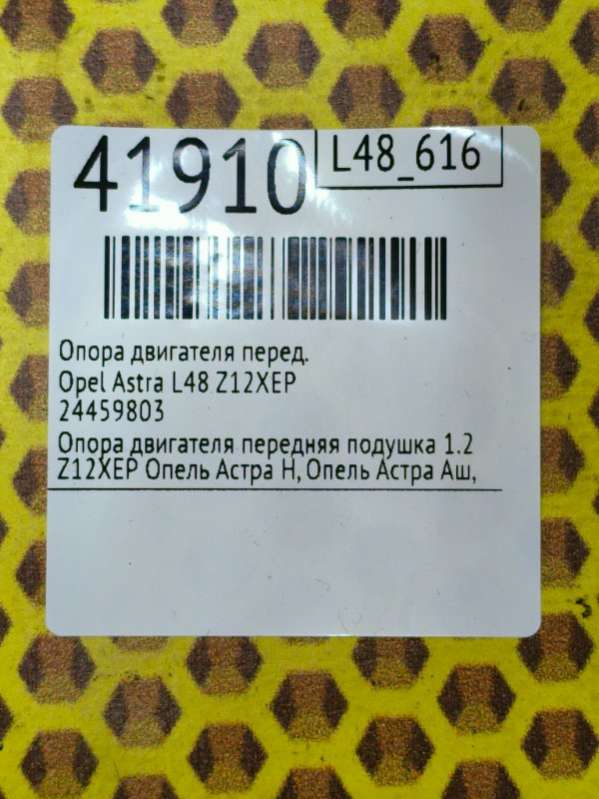 41910
L48_616
Опора двигателя перед.
Opel Astra L48 Z12XEP
24459803
Опора двигателя передняя подушка 1.2
Z12XEP Опель Астра Н, Опель Астра Аш,